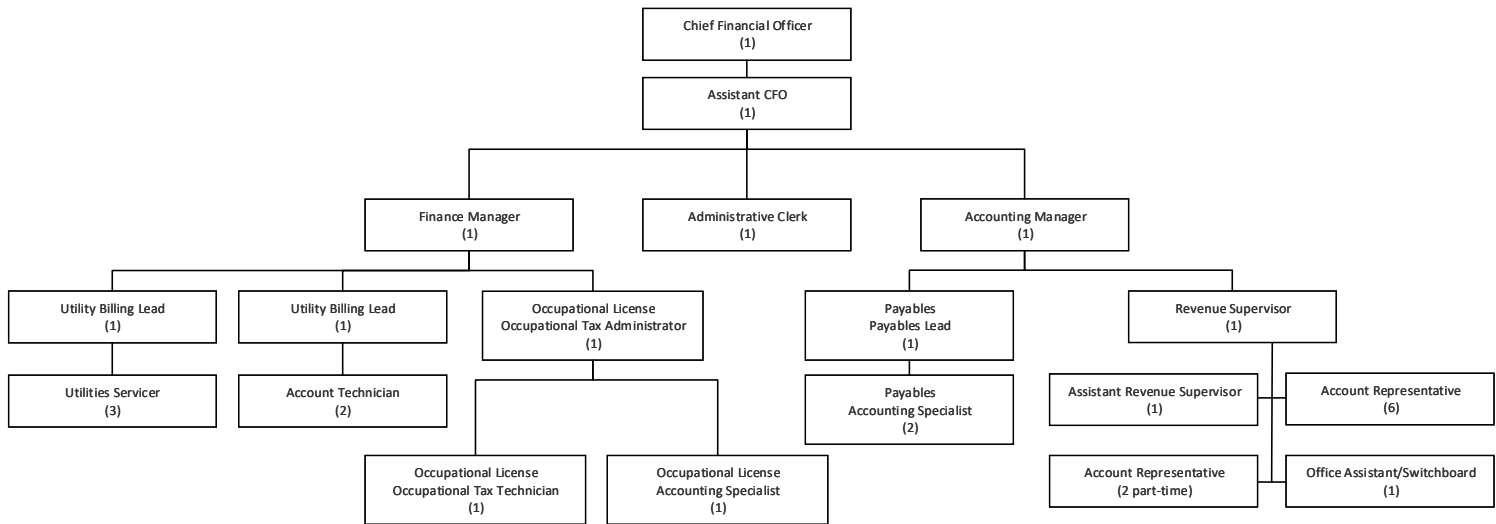 Chief Financial Officer
(1)
Assistant CFO
(1)
Finance Manager
(1)
Administrative Clerk
(1)
Accounting Manager
(1)
Utility Billing Lead
(1)
Utility Billing Lead
(1)
Occupational License
Occupational Tax Administrator
(1)
Payables
Payables Lead
(1)
Revenue Supervisor
(1)
Utilities Servicer
(3)
Account Technician
(2)
Payables
Accounting Specialist
(2)
Assistant Revenue Supervisor
(1)
Account Representative
(6)
Occupational License
Occupational Tax Technician
(1)
Occupational License
Accounting Specialist
(1)
Account Representative
(2 part-time)
Office Assistant/Switchboard
(1)